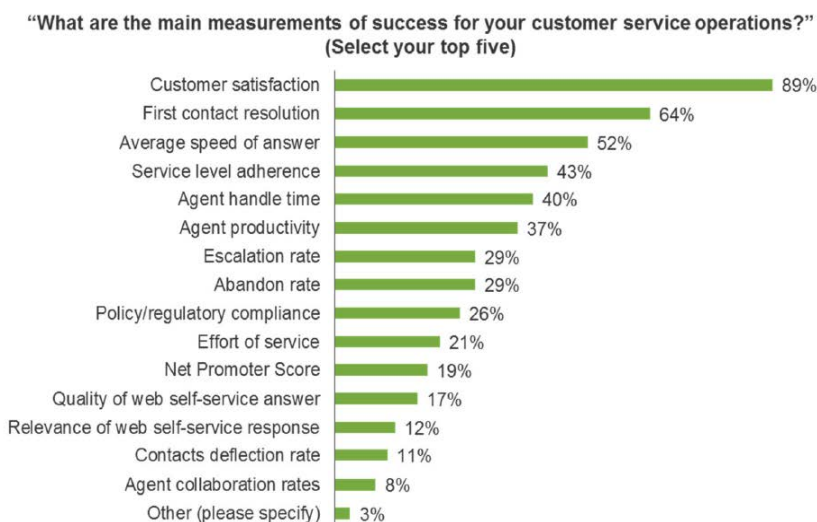 “What are the main measurements of success for your customer service operations?”
(Select your top five)
Customer satisfaction 89%
First contact resolution 64%
Average speed of answer 52%
Service level adherence 43%
Agent handle time 40%
Agent productivity 37%
Escalation rate 29%
Abandon rate 29%
Policy/regulatory compliance 26%
Effort of service 21%
Net Promoter Score 19%
Quality of web self-service answer 17%
Relevance of web self-service response 12%
Contacts deflection rate 11%
Agent collaboration rates 8%
Other (please specify) 3%